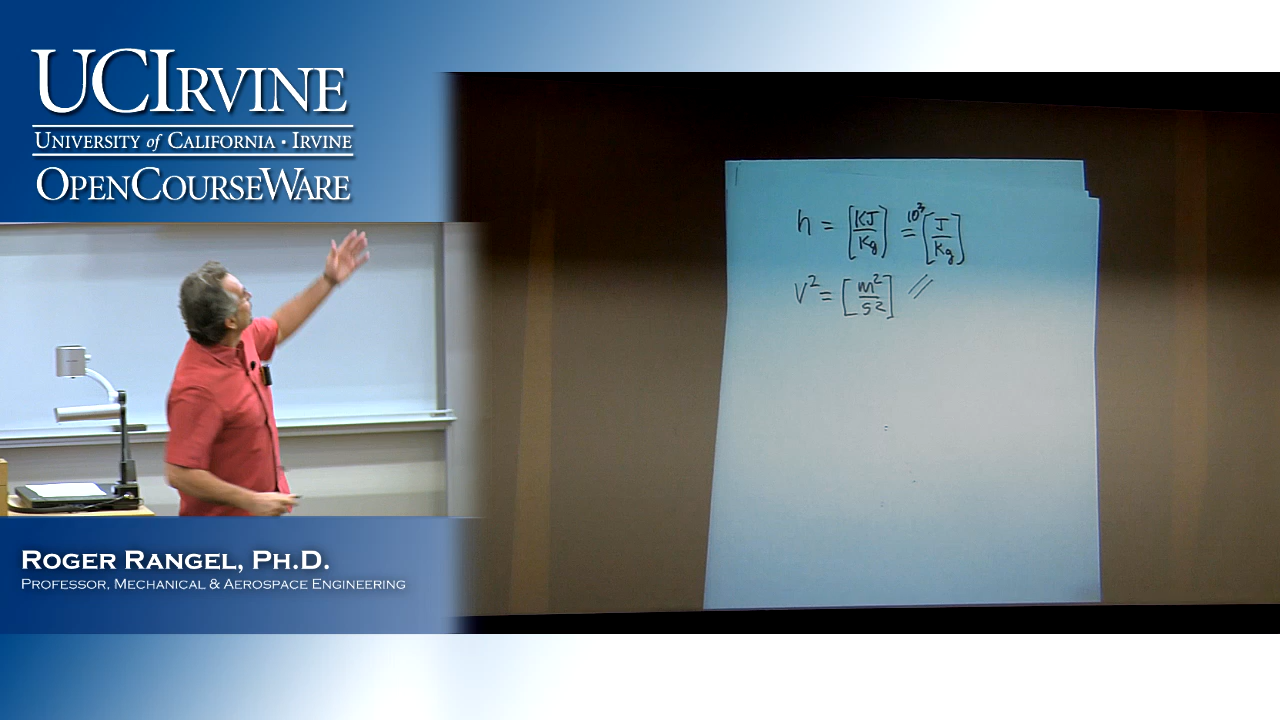 UCIRVINE
UNIVERSITY of CALIFORNIA · IRVINE
OPENCOURSEWARE
h = [KJ/Kg] = 10³ [J/Kg]
V² = [m²/s²] //
ROGER RANGEL, PH.D.
PROFESSOR, MECHANICAL & AEROSPACE ENGINEERING